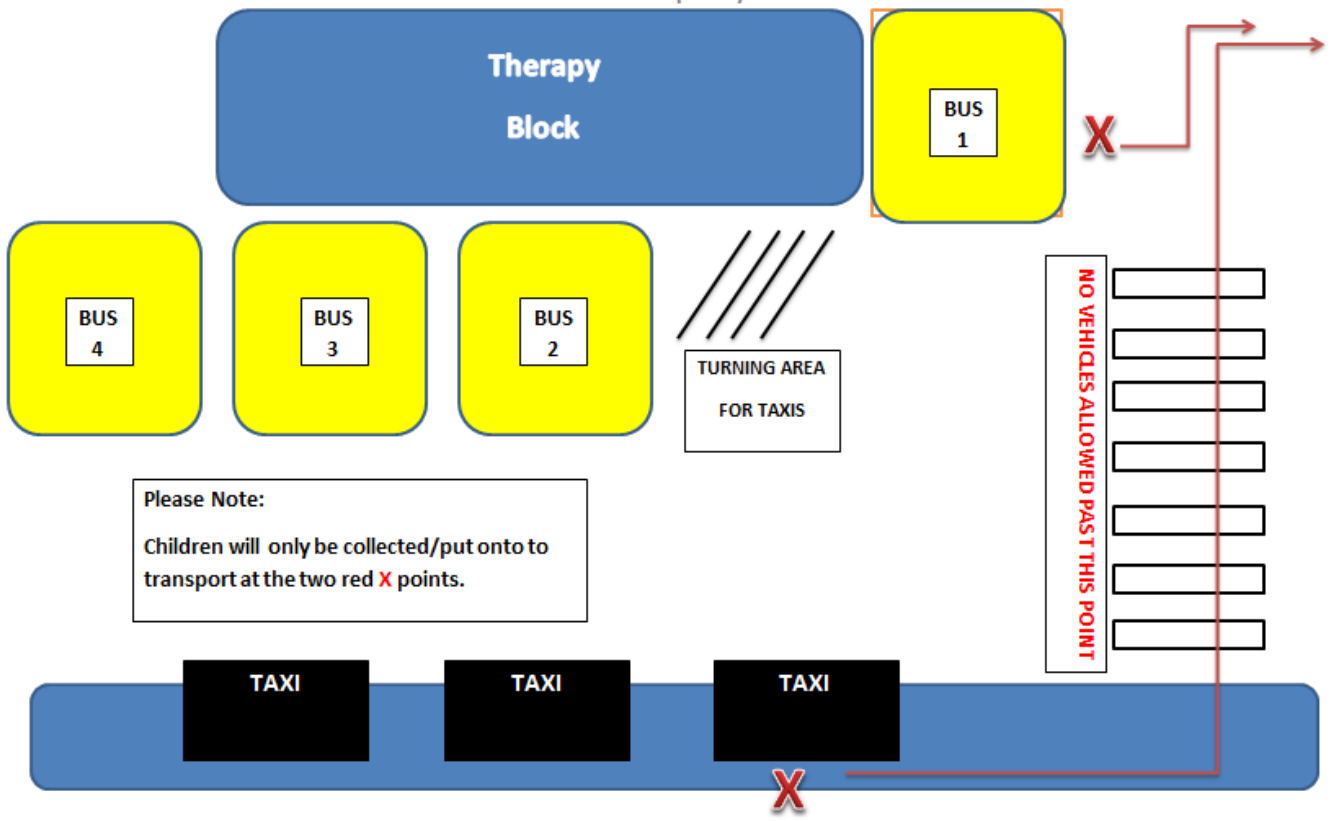 Therapy
Block
BUS
1
BUS
4
BUS
3
BUS
2
TURNING AREA
FOR TAXIS
NO VEHICLES ALLOWED PAST THIS POINT
Please Note:
Children will only be collected/put onto to
transport at the two red X points.
TAXI
TAXI
TAXI
X
X